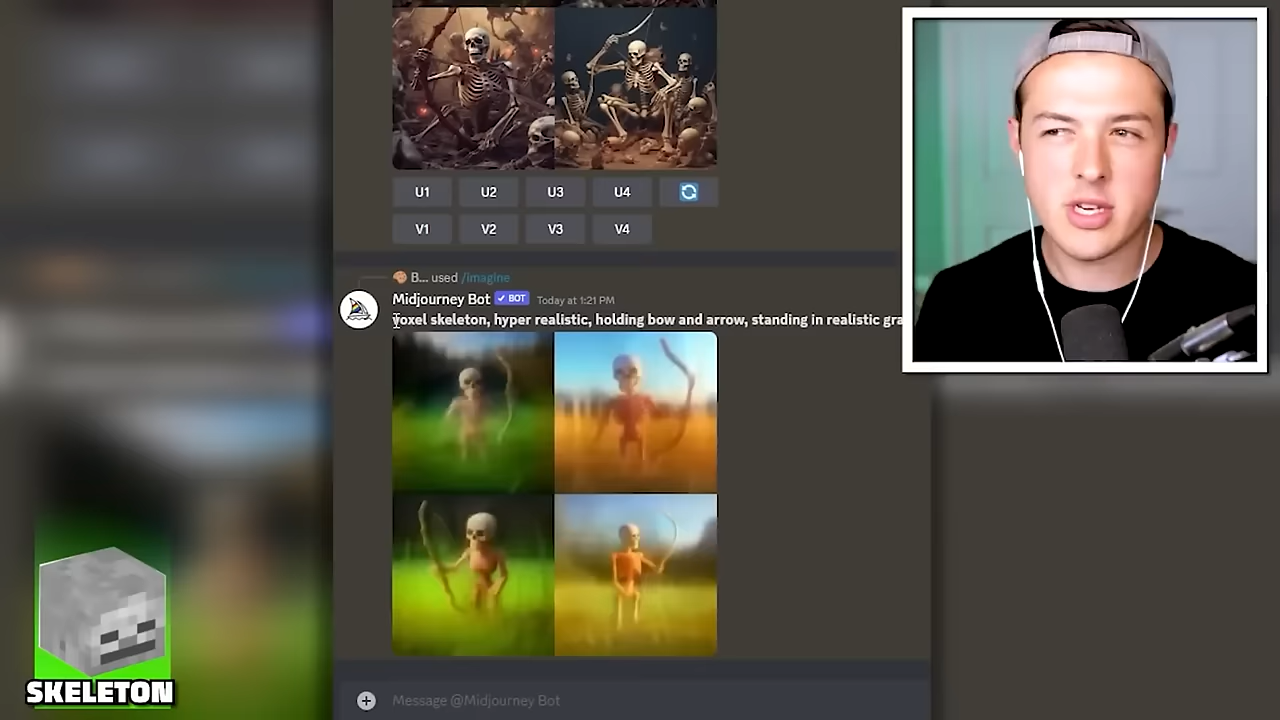 U1 U2 U3 U4
V1 V2 V3 V4
B... used /imagine
Midjourney Bot ✓ BOT Today at 1:21 PM
voxel skeleton, hyper realistic, holding bow and arrow, standing in realistic gra
Message @Midjourney Bot
SKELETON